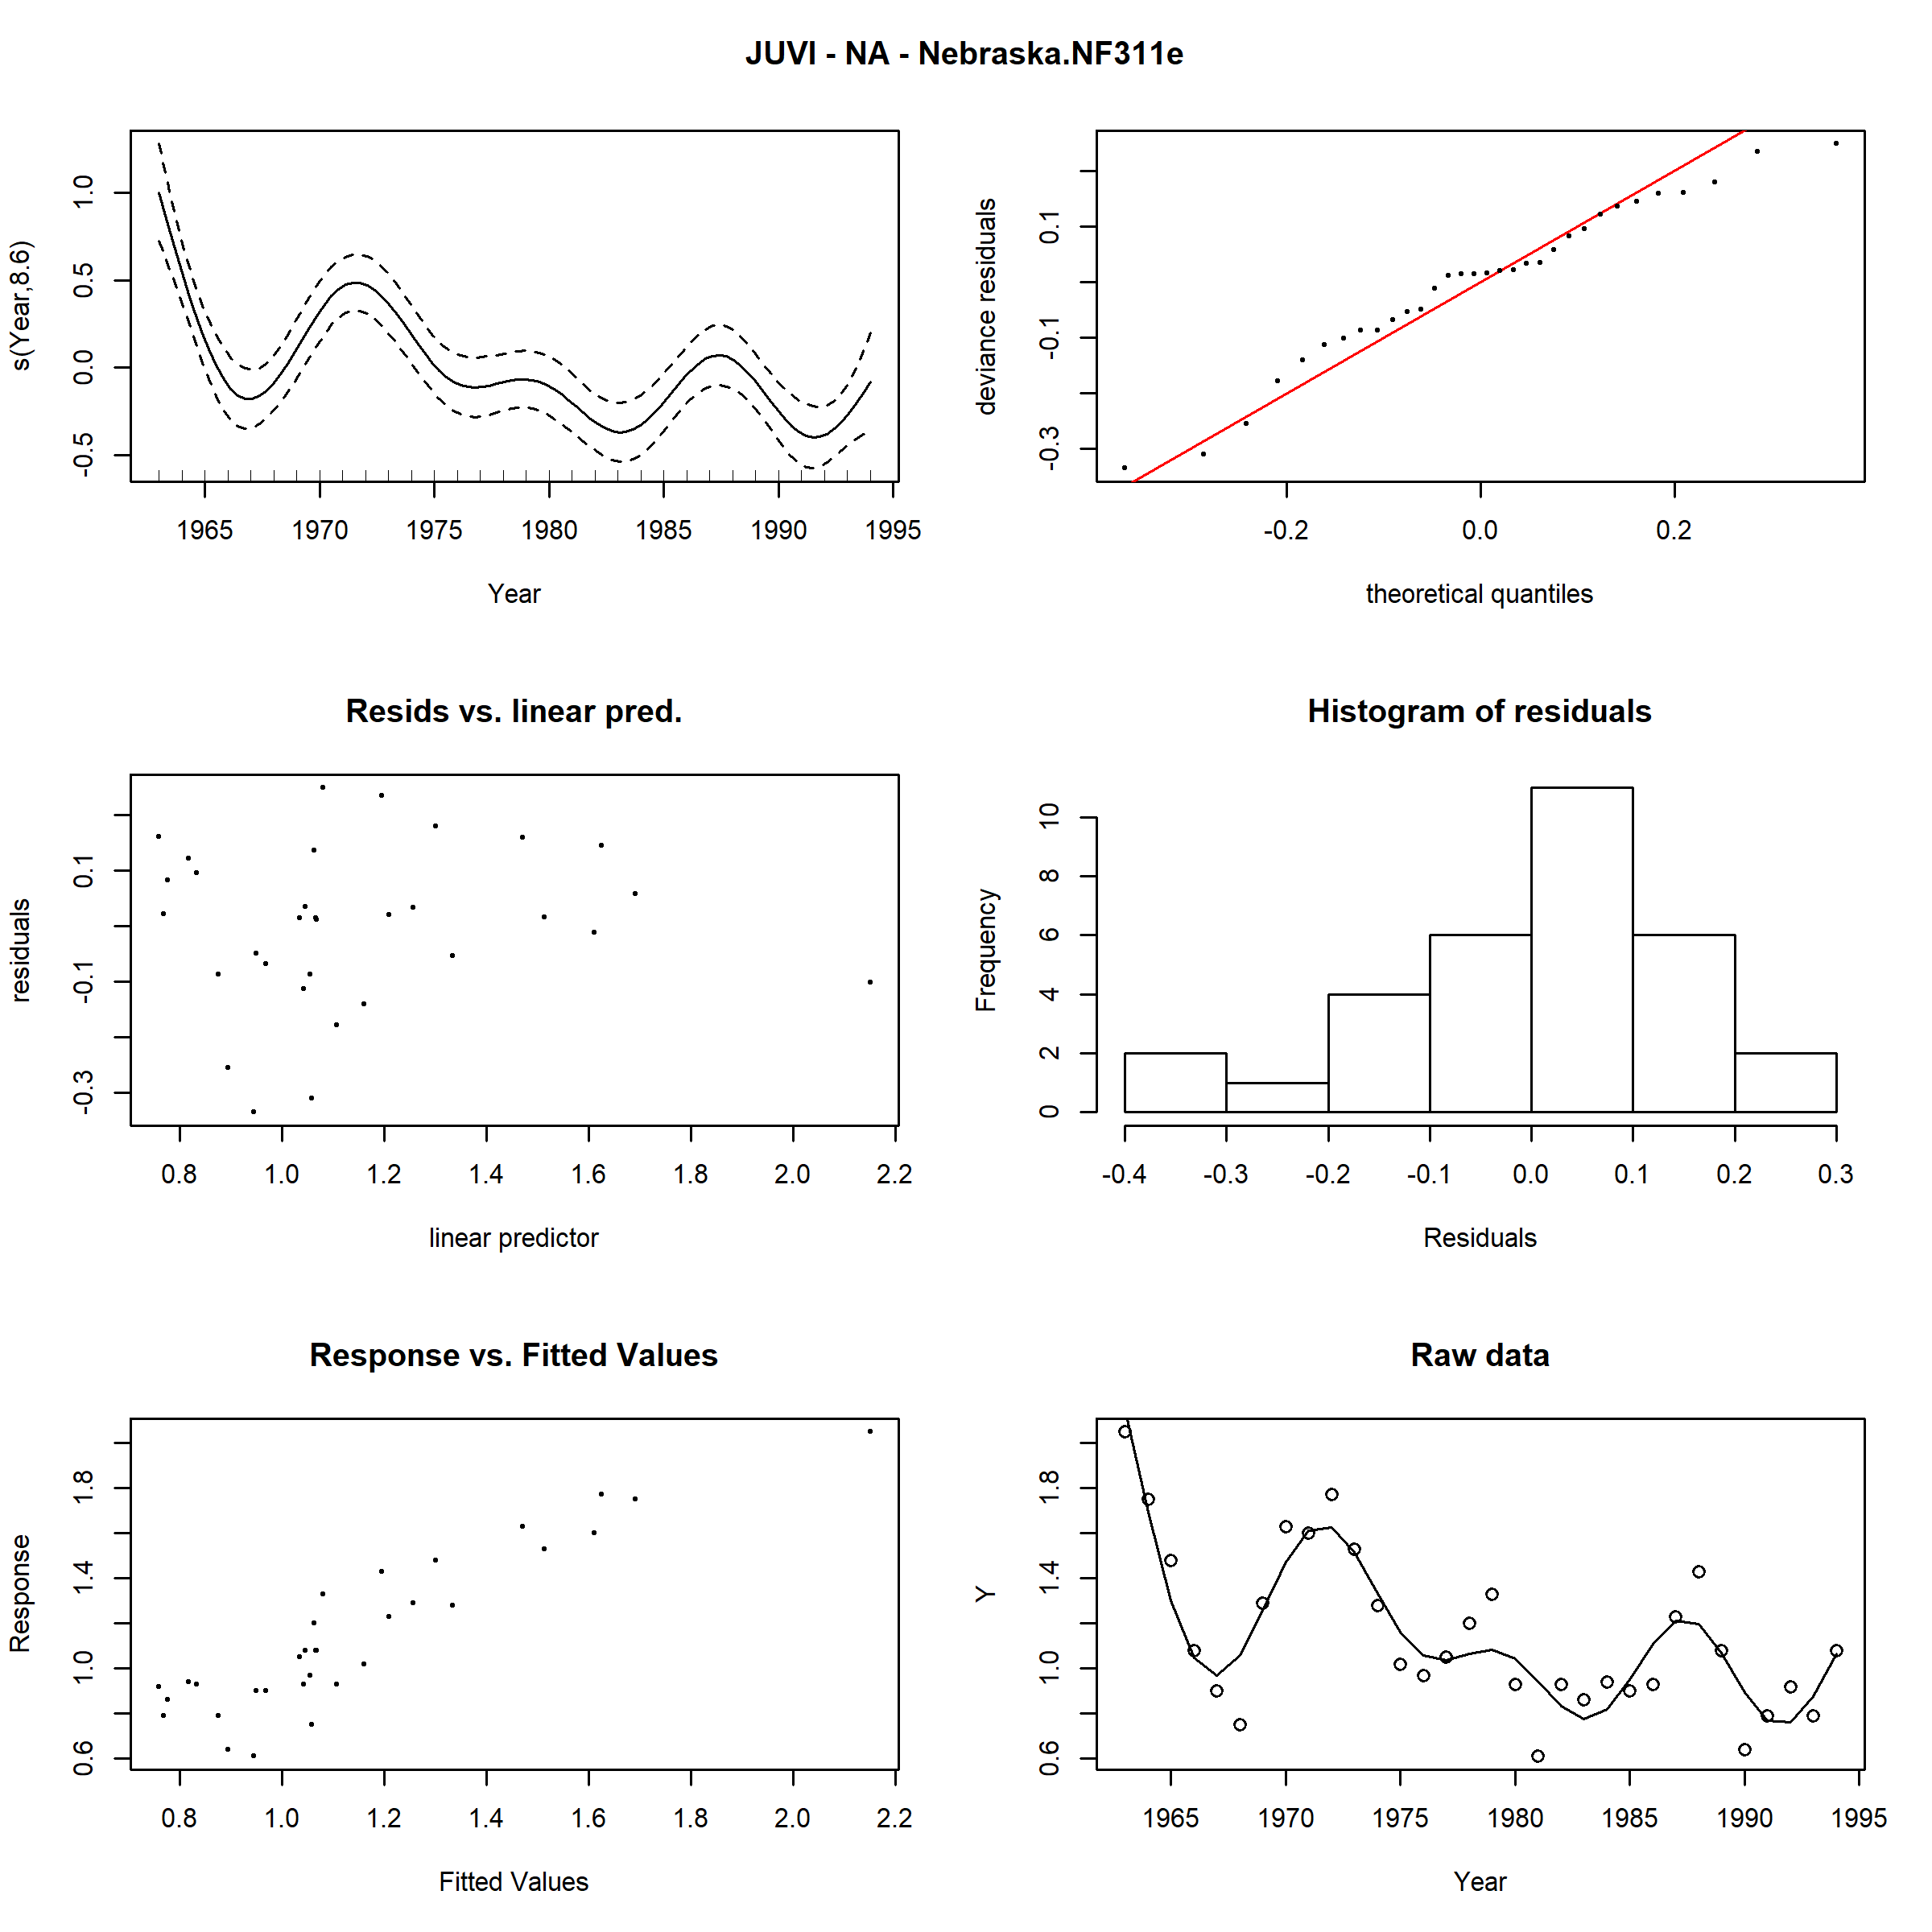 JUVI - NA - Nebraska.NF311e
s(Year,8.6)
1.0
0.5
0.0
-0.5
1965 1970 1975 1980 1985 1990 1995
Year
deviance residuals
0.1
-0.1
-0.3
-0.2 0.0 0.2
theoretical quantiles
Resids vs. linear pred.
residuals
0.1
-0.1
-0.3
0.8 1.0 1.2 1.4 1.6 1.8 2.0 2.2
linear predictor
Histogram of residuals
Frequency
10
8
6
4
2
0
-0.4 -0.3 -0.2 -0.1 0.0 0.1 0.2 0.3
Residuals
Response vs. Fitted Values
Response
1.8
1.4
1.0
0.6
0.8 1.0 1.2 1.4 1.6 1.8 2.0 2.2
Fitted Values
Raw data
Y
1.8
1.4
1.0
0.6
1965 1970 1975 1980 1985 1990 1995
Year